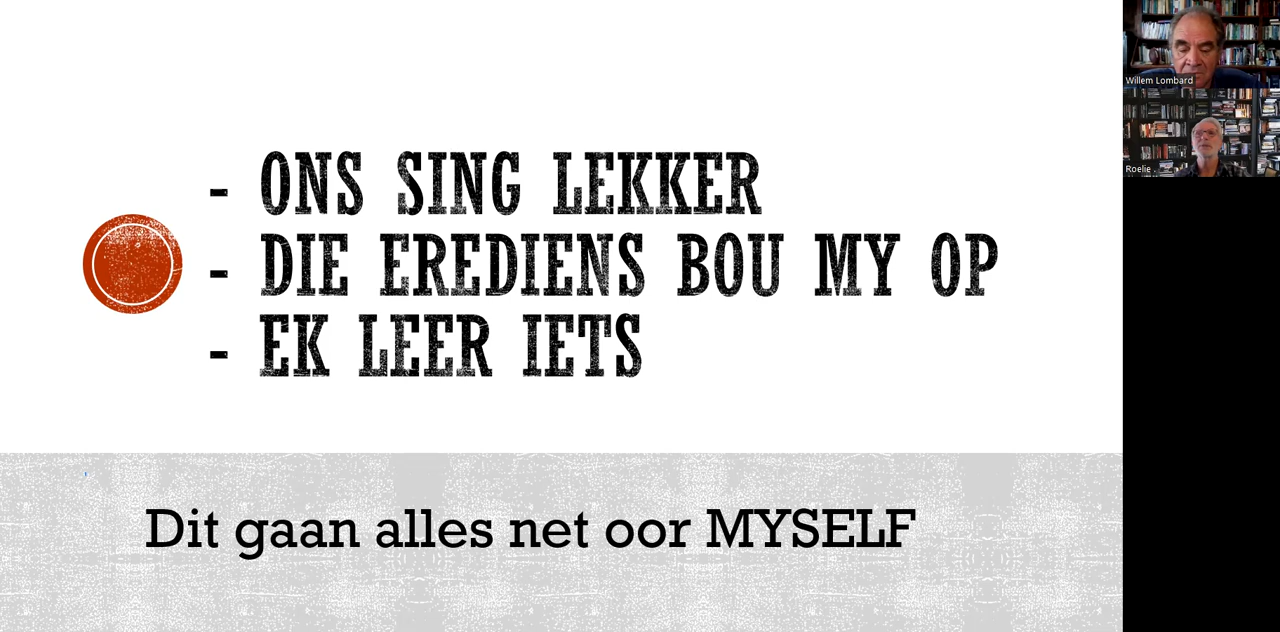 - ONS SING LEKKER
- DIE EREDIENS BOU MY OP
- EK LEER IETS
Dit gaan alles net oor MYSELF
Willem Lombard
Roelie .